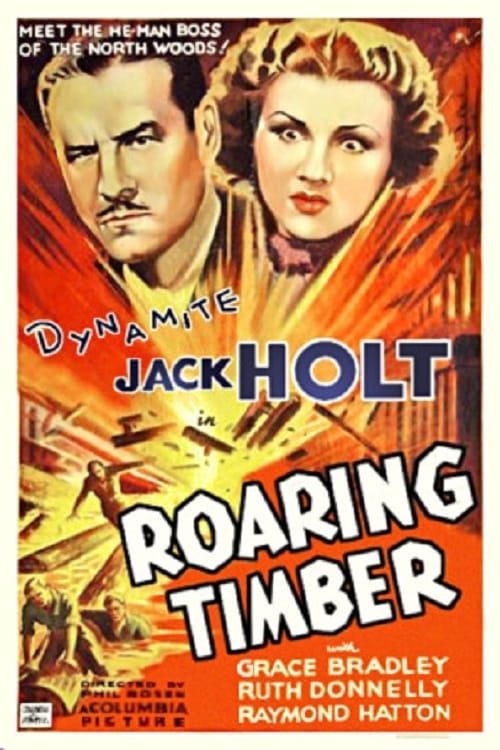 MEET THE HE-MAN BOSS
OF THE NORTH WOODS!
DYNAMITE
JACK HOLT
in
ROARING
TIMBER
with
GRACE BRADLEY
RUTH DONNELLY
RAYMOND HATTON
DIRECTED BY
PHIL ROSEN
A COLUMBIA
PICTURE